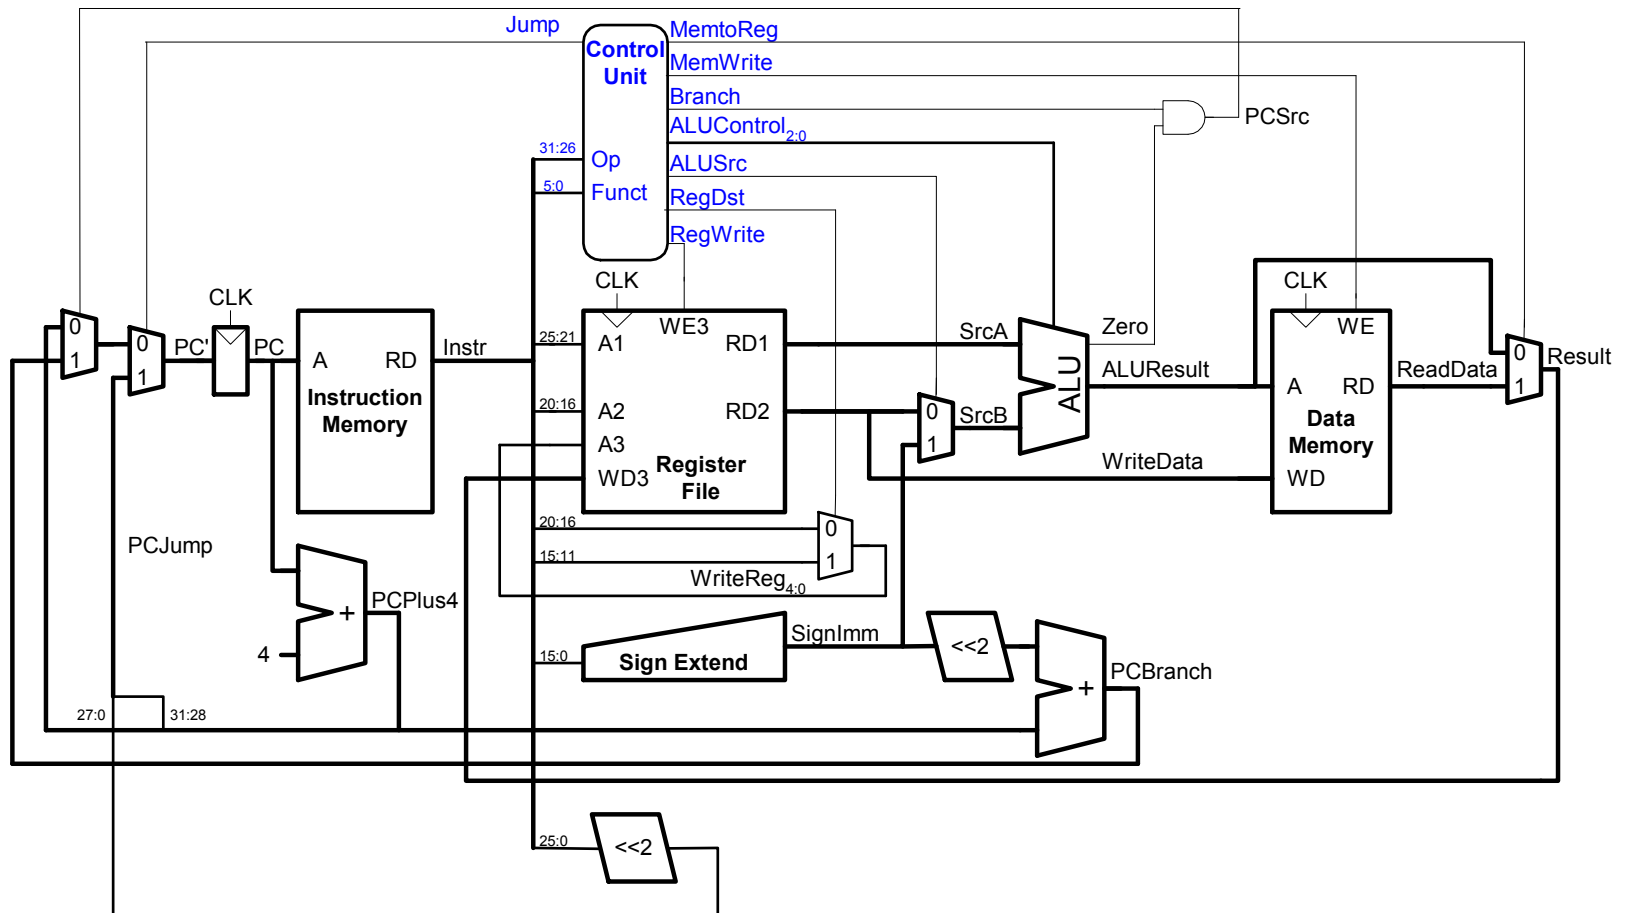 Jump
MemtoReg
Control
Unit
MemWrite
Branch
PCSrc
ALUControl2:0
31:26
Op
ALUSrc
5:0
Funct
RegDst
RegWrite
CLK
CLK
CLK
0
1
0
1
PC'
PC
A
RD
Instr
Instruction
Memory
25:21
A1
WE3
RD1
SrcA
Zero
WE
20:16
A2
RD2
0
1
SrcB
ALU
ALUResult
A
RD
ReadData
0
1
Result
Data
Memory
A3
WD3
Register
File
WriteData
WD
20:16
0
15:11
1
WriteReg4:0
PCJump
+
PCPlus4
4
15:0
Sign Extend
SignImm
<<2
+
PCBranch
27:0
31:28
25:0
<<2